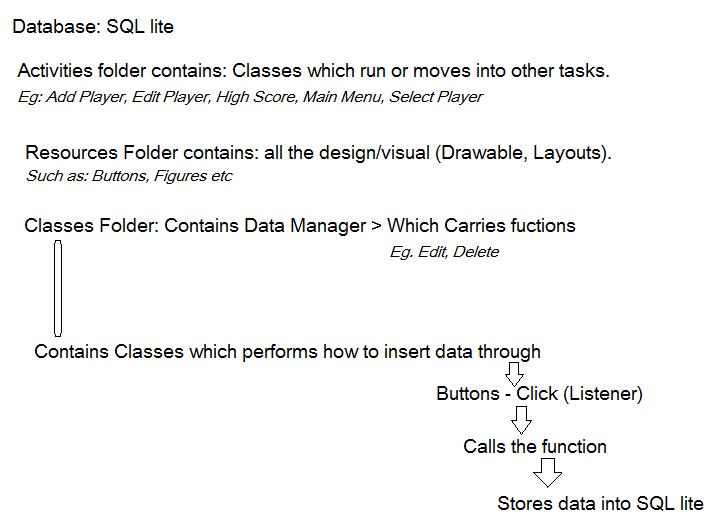 Database: SQL lite
Activities folder contains: Classes which run or moves into other tasks.
Eg: Add Player, Edit Player, High Score, Main Menu, Select Player
Resources Folder contains: all the design/visual (Drawable, Layouts).
Such as: Buttons, Figures etc
Classes Folder: Contains Data Manager > Which Carries fuctions
Eg. Edit, Delete
Contains Classes which performs how to insert data through
Buttons - Click (Listener)
Calls the function
Stores data into SQL lite